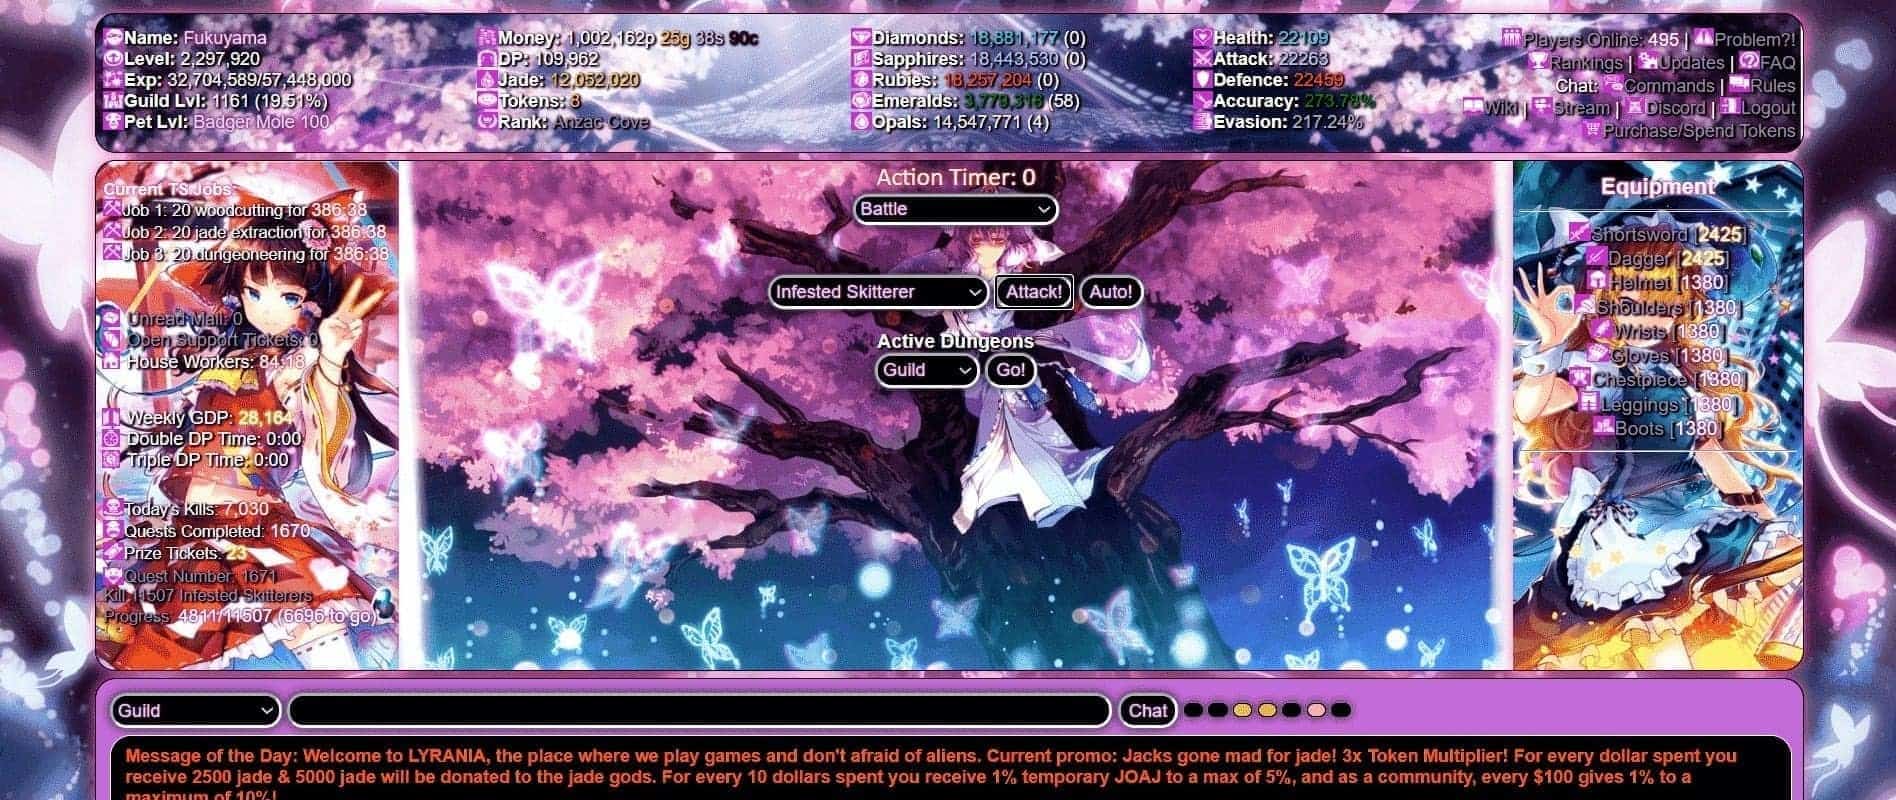 Name: Fukuyama
Level: 2,297,920
Exp: 32,704,589/57,448,000
Guild Lvl: 1161 (19.51%)
Pet Lvl: Badger Mole 100
Money: 1,002,162p 25g 38s 90c
DP: 109,962
Jade: 12,052,020
Tokens: 8
Rank: Anzac Cove
Diamonds: 18,881,177 (0)
Sapphires: 18,443,530 (0)
Rubies: 18,257,204 (0)
Emeralds: 3,779,318 (58)
Opals: 14,547,771 (4)
Health: 22109
Attack: 22263
Defence: 22459
Accuracy: 273.78%
Evasion: 217.24%
Players Online: 495 | Problem?!
Rankings | Updates | FAQ
Chat: Commands | Rules
Wiki | Stream | Discord | Logout
Purchase/Spend Tokens
Current TS Jobs:
Job 1: 20 woodcutting for 386:38
Job 2: 20 jade extraction for 386:38
Job 3: 20 dungeoneering for 386:38
Unread Mail: 0
Open Support Tickets: 0
House Workers: 84:18
Weekly GDP: 28,164
Double DP Time: 0:00
Triple DP Time: 0:00
Today's Kills: 7,030
Quests Completed: 1670
Prize Tickets: 23
Quest Number: 1671
Kill 11507 Infested Skitterers
Progress: 4811/11507 (6696 to go)
Action Timer: 0
Battle
Infested Skitterer Attack! Auto!
Active Dungeons
Guild Go!
Equipment
Shortsword [2425]
Dagger [2425]
Helmet [1380]
Shoulders [1380]
Wrists [1380]
Gloves [1380]
Chestpiece [1380]
Leggings [1380]
Boots [1380]
Guild Chat
Message of the Day: Welcome to LYRANIA, the place where we play games and don't afraid of aliens. Current promo: Jacks gone mad for jade! 3x Token Multiplier! For every dollar spent you
receive 2500 jade & 5000 jade will be donated to the jade gods. For every 10 dollars spent you receive 1% temporary JOAJ to a max of 5%, and as a community, every $100 gives 1% to a
maximum of 10%!